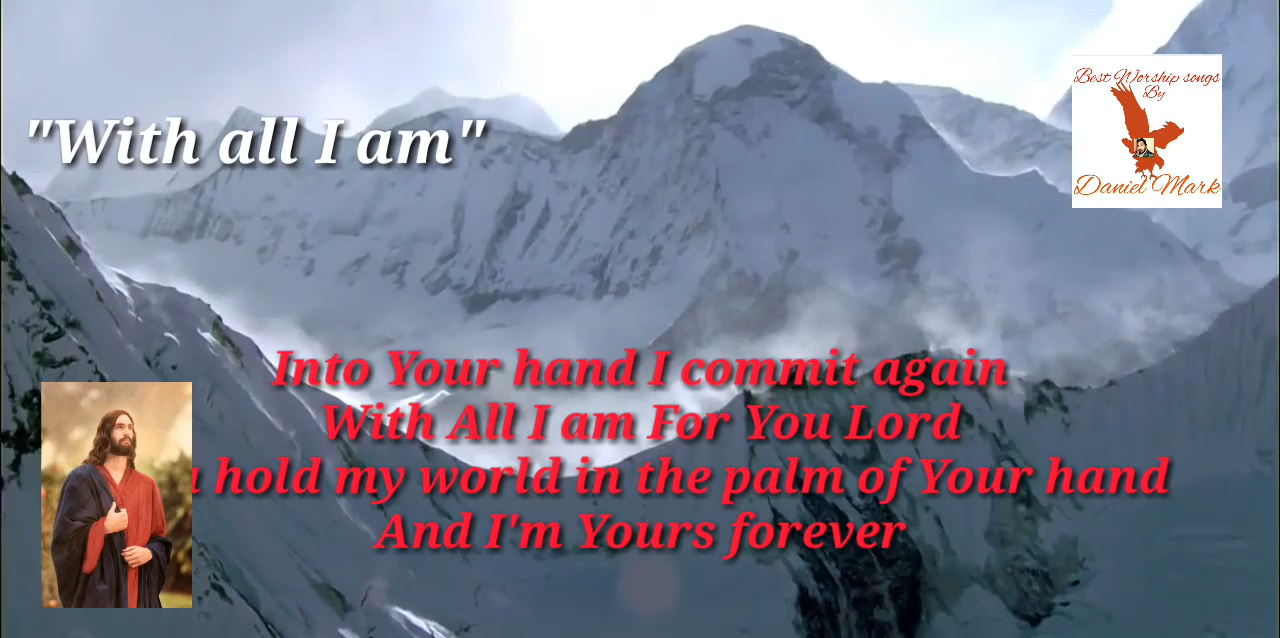 "With all I am"
Best Worship songs
By
Daniel Mark
Into Your hand I commit again
With All I am For You Lord
hold my world in the palm of Your hand
And I'm Yours forever